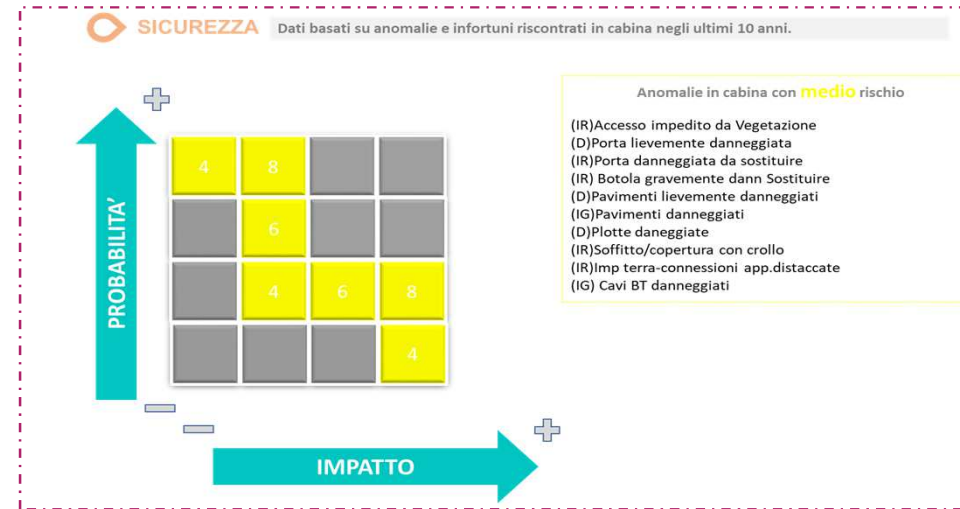 SICUREZZA Dati basati su anomalie e infortuni riscontrati in cabina negli ultimi 10 anni.
PROBABILITA'
4 8
6
4 6 8
4
IMPATTO
Anomalie in cabina con medio rischio
(IR)Accesso impedito da Vegetazione
(D)Porta lievemente danneggiata
(IR)Porta danneggiata da sostituire
(IR) Botola gravemente dann Sostituire
(D)Pavimenti lievemente danneggiati
(IG)Pavimenti danneggiati
(D)Plotte daneggiate
(IR)Soffitto/copertura con crollo
(IR)Imp terra-connessioni app.distaccate
(IG) Cavi BT danneggiati